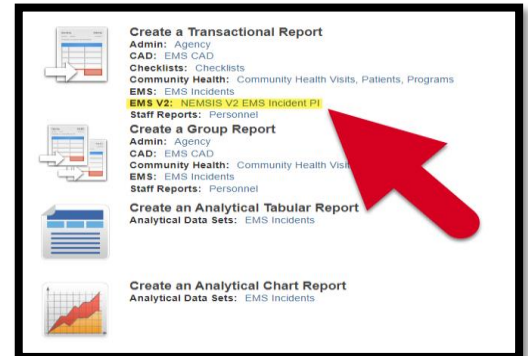 Create a Transactional Report
Admin: Agency
CAD: EMS CAD
Checklists: Checklists
Community Health: Community Health Visits, Patients, Programs
EMS: EMS Incidents
EMS V2: NEMSIS V2 EMS Incident PI
Staff Reports: Personnel
Create a Group Report
Admin: Agency
CAD: EMS CAD
Community Health: Community Health
EMS: EMS Incidents
Staff Reports: Personnel
Create an Analytical Tabular Report
Analytical Data Sets: EMS Incidents
Create an Analytical Chart Report
Analytical Data Sets: EMS Incidents